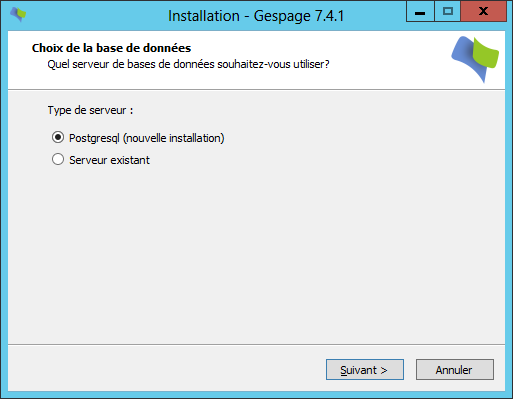 Installation - Gespage 7.4.1
Choix de la base de données
Quel serveur de bases de données souhaitez-vous utiliser?
Type de serveur :
Postgresql (nouvelle installation)
Serveur existant
Suivant >
Annuler